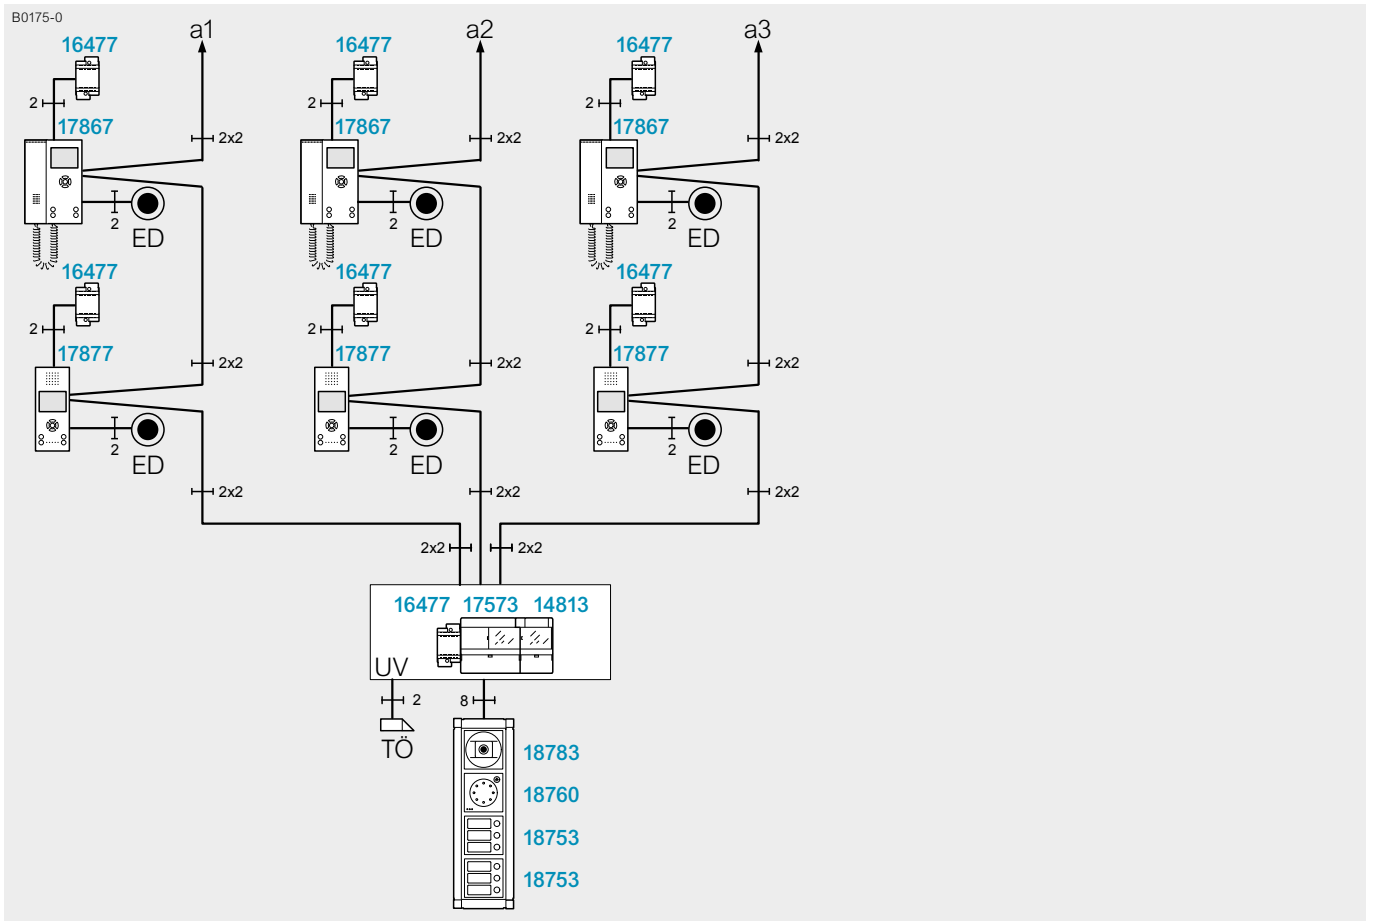 B0175-0
a1 a2 a3
16477 16477 16477
2 2 2
17867 17867 17867
2x2 2x2 2x2
2 2 2
ED ED ED
16477 16477 16477
2 2 2
17877 17877 17877
2x2 2x2 2x2
2 2 2
ED ED ED
2x2 2x2 2x2
2x2 2x2
16477 17573 14813
UV
2 8
TÖ
18783
18760
18753
18753